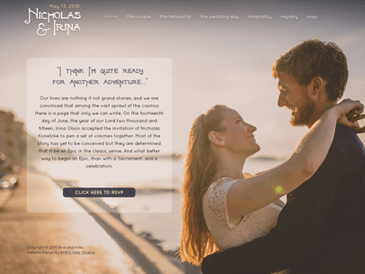 May 13, 2016
NICHOLAS
& IRINA
home the couple the fellowship the wedding day hospitality registry rsvp
"I THINK I'M QUITE READY
FOR ANOTHER ADVENTURE..."
Our lives are nothing if not grand stories, and we are
convinced that among the vast sprawl of the cosmos
there is a page that only we can write. On the fourteenth
day of June, the year of our Lord two thousand and
fifteen, Irina Olson accepted the invitation of Nicholas
Konetzke to pen a set of volumes together. Most of the
story has yet to be conceived but they are determined
that it be an Epic in the classic sense. And what better
way to begin an Epic, than with a Sacrament, and a
celebration.
CLICK HERE TO RSVP
Copyright © 2015 Nick and Irina.
Website Design by